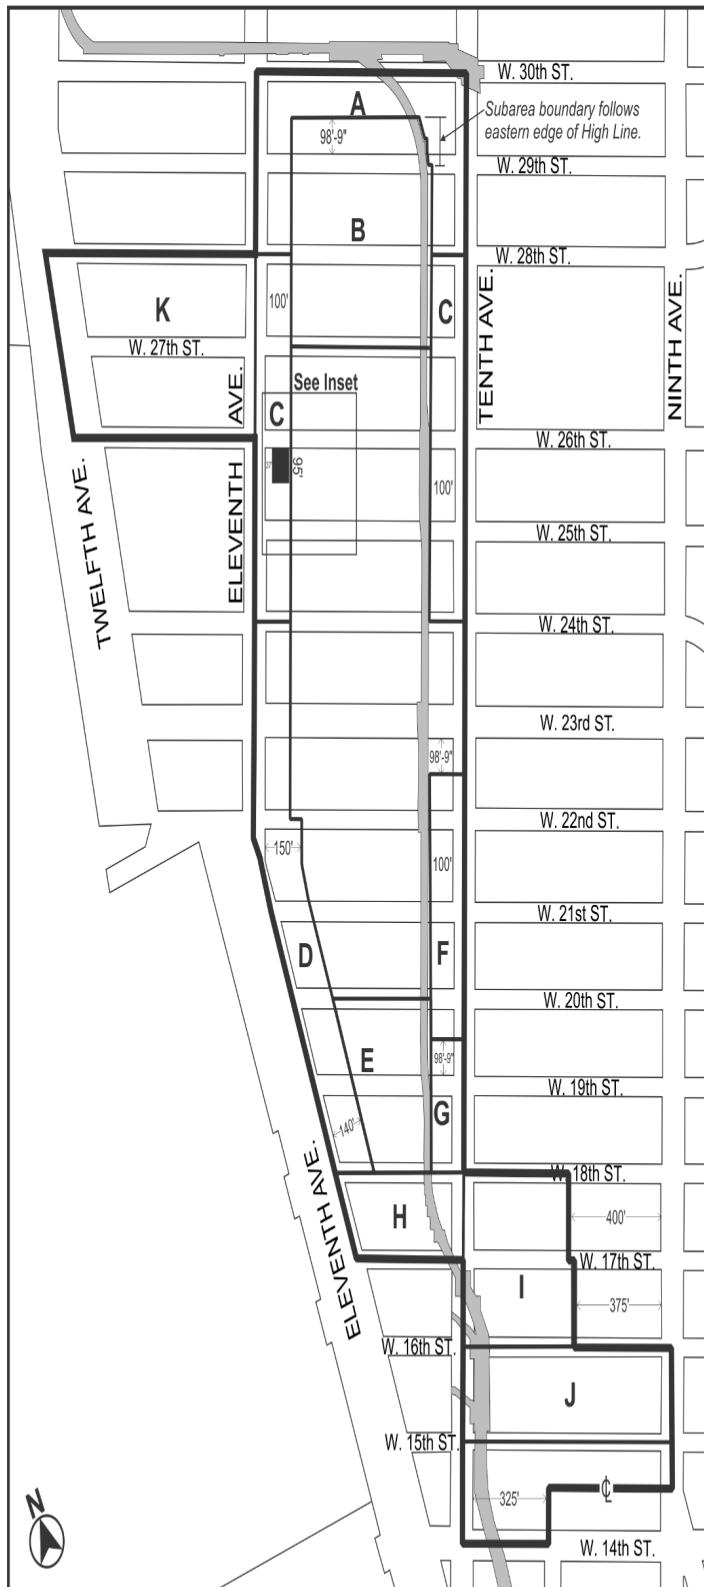 W. 30th ST.
A
98'-9"
Subarea boundary follows
eastern edge of High Line.
W. 29th ST.
B
W. 28th ST.
K
100'
C
TENTH AVE.
NINTH AVE.
W. 27th ST.
ELEVENTH AVE.
See Inset
C
95'
100'
W. 26th ST.
TWELFTH AVE.
W. 25th ST.
W. 24th ST.
W. 23rd ST.
98'-9"
W. 22nd ST.
150'
100'
W. 21st ST.
D
F
W. 20th ST.
E
98'-9"
W. 19th ST.
G
140'
W. 18th ST.
ELEVENTH AVE.
H
400'
W. 17th ST.
I
375'
W. 16th ST.
J
W. 15th ST.
325'
CL
W. 14th ST.
N